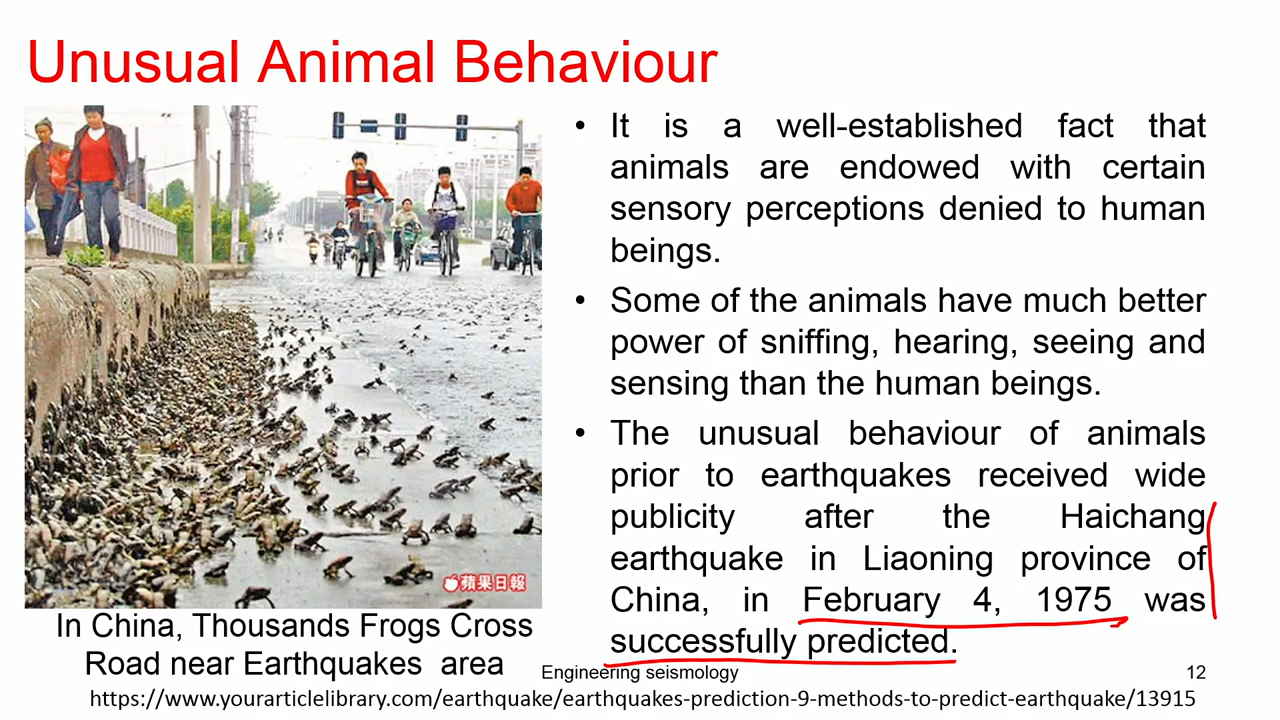 Unusual Animal Behaviour
• It is a well-established fact that
animals are endowed with certain
sensory perceptions denied to human
beings.
• Some of the animals have much better
power of sniffing, hearing, seeing and
sensing than the human beings.
• The unusual behaviour of animals
prior to earthquakes received wide
publicity after the Haichang
earthquake in Liaoning province of
China, in February 4, 1975 was
successfully predicted.
蘋果日報
In China, Thousands Frogs Cross
Road near Earthquakes area
Engineering seismology
12
https://www.yourarticlelibrary.com/earthquake/earthquakes-prediction-9-methods-to-predict-earthquake/13915